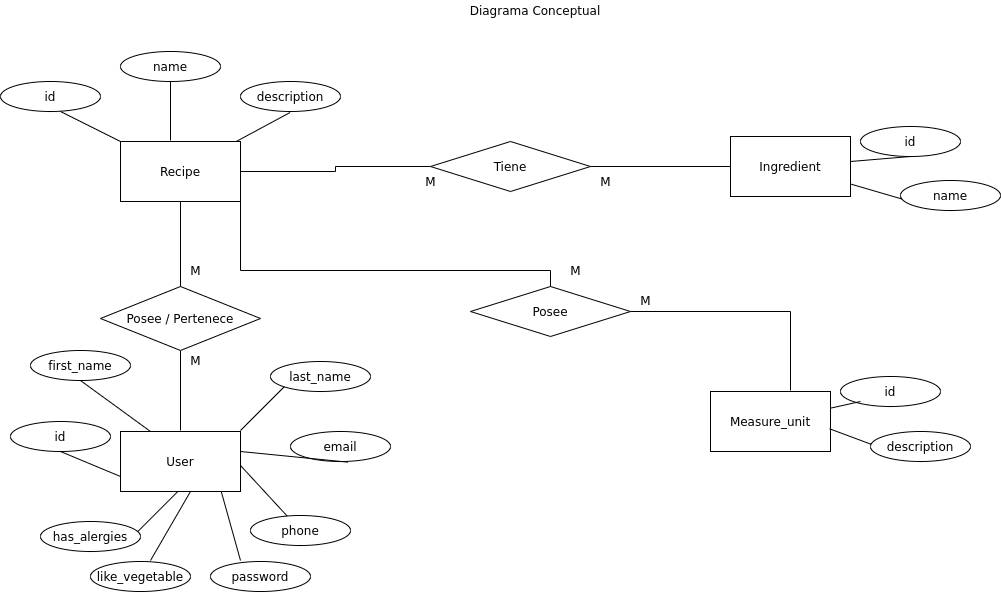 Diagrama Conceptual
name
id
description
Recipe
Tiene
Ingredient
id
name
M
M
M
M
Posee / Pertenece
Posee
M
M
first_name
last_name
id
email
User
Measure_unit
id
description
has_alergies
phone
like_vegetable
password